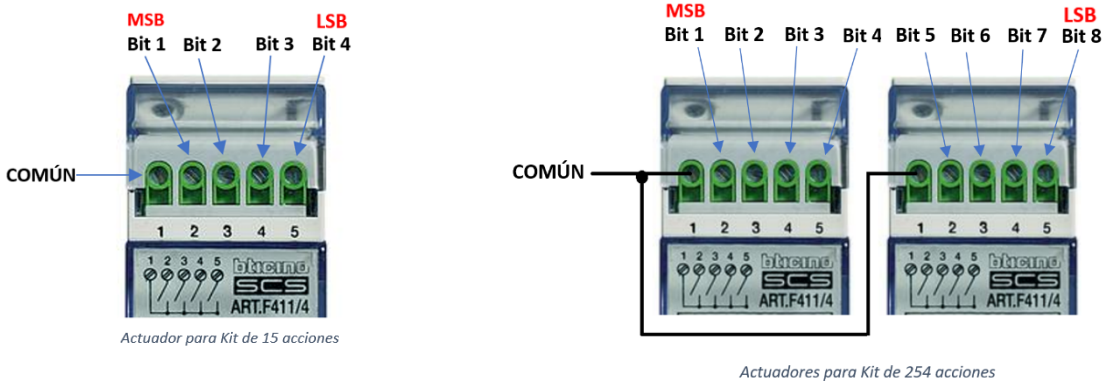 MSB LSB
Bit 1 Bit 2 Bit 3 Bit 4
COMÚN
1 2 3 4 5
1 2 3 4 5
bticino
SCS
ART.F411/4
Actuador para Kit de 15 acciones
MSB LSB
Bit 1 Bit 2 Bit 3 Bit 4 Bit 5 Bit 6 Bit 7 Bit 8
COMÚN
1 2 3 4 5
1 2 3 4 5
bticino
SCS
ART.F411/4
1 2 3 4 5
1 2 3 4 5
bticino
SCS
ART.F411/4
Actuadores para Kit de 254 acciones